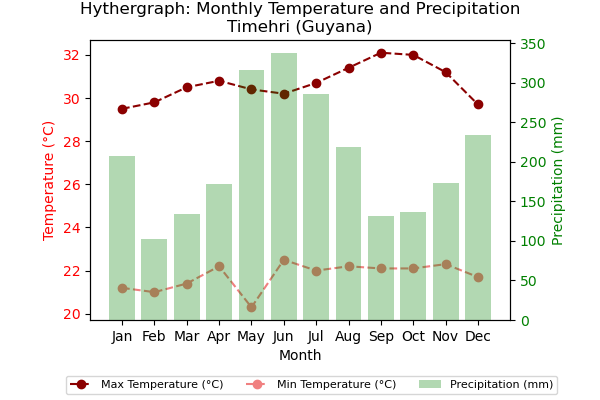 Hythergraph: Monthly Temperature and Precipitation
Timehri (Guyana)
32
30
28
26
24
22
20
Temperature (°C)
350
300
250
200
150
100
50
0
Precipitation (mm)
Jan Feb Mar Apr May Jun Jul Aug Sep Oct Nov Dec
Month
Max Temperature (°C) Min Temperature (°C) Precipitation (mm)